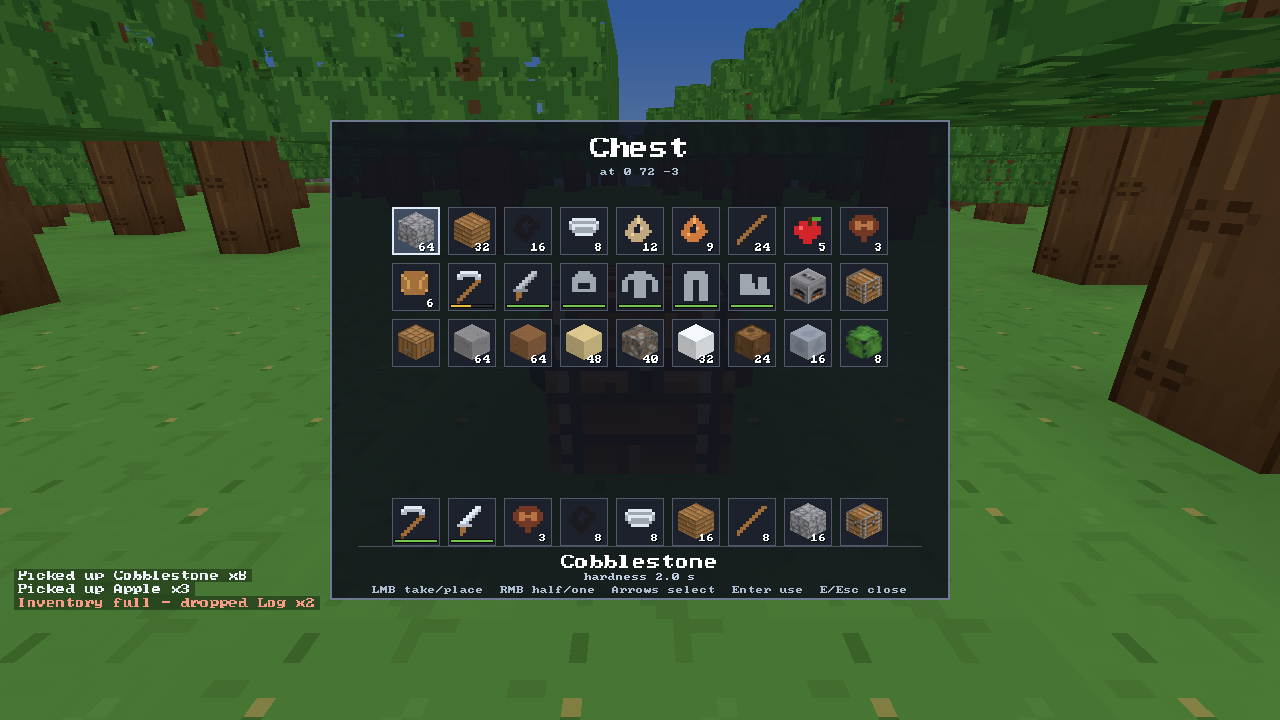 Chest
at 0 72 -3
64 32 16 8 12 9 24 5 3
6
64 64 48 40 32 24 16 8
3 8 8 16 8 16
Cobblestone
hardness 2.0 s
LMB take/place RMB half/one Arrows select Enter use E/Esc close
Picked up Cobblestone x8
Picked up Apple x3
Inventory full - dropped Log x2